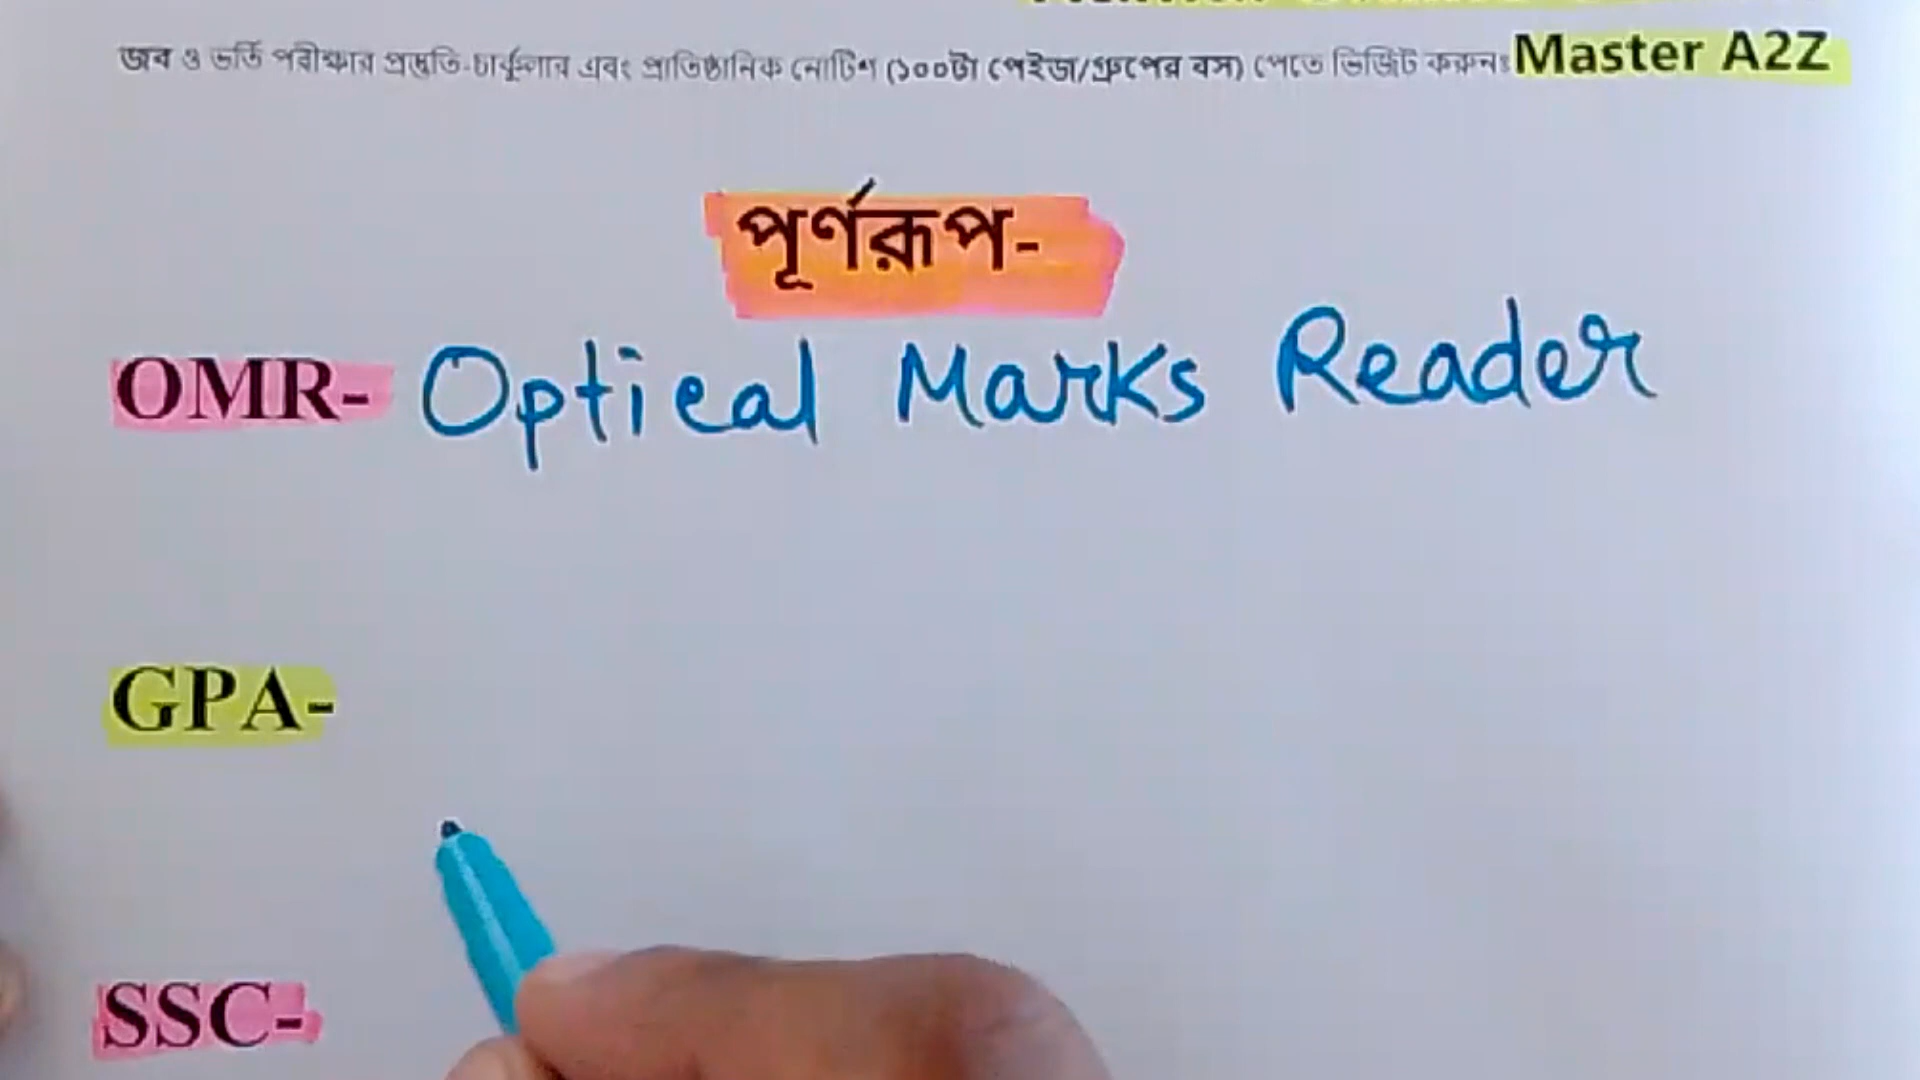 জব ও ভর্তি পরীক্ষার প্রস্তুতি-চার্কুলার এবং প্রাতিষ্ঠানিক নোটিশ (১০০টা পেইজ/গ্রুপের বস) পেতে ভিজিট করুনঃ Master A2Z
পূর্ণরূপ-
OMR- Optical Marks Reader
GPA-
SSC-